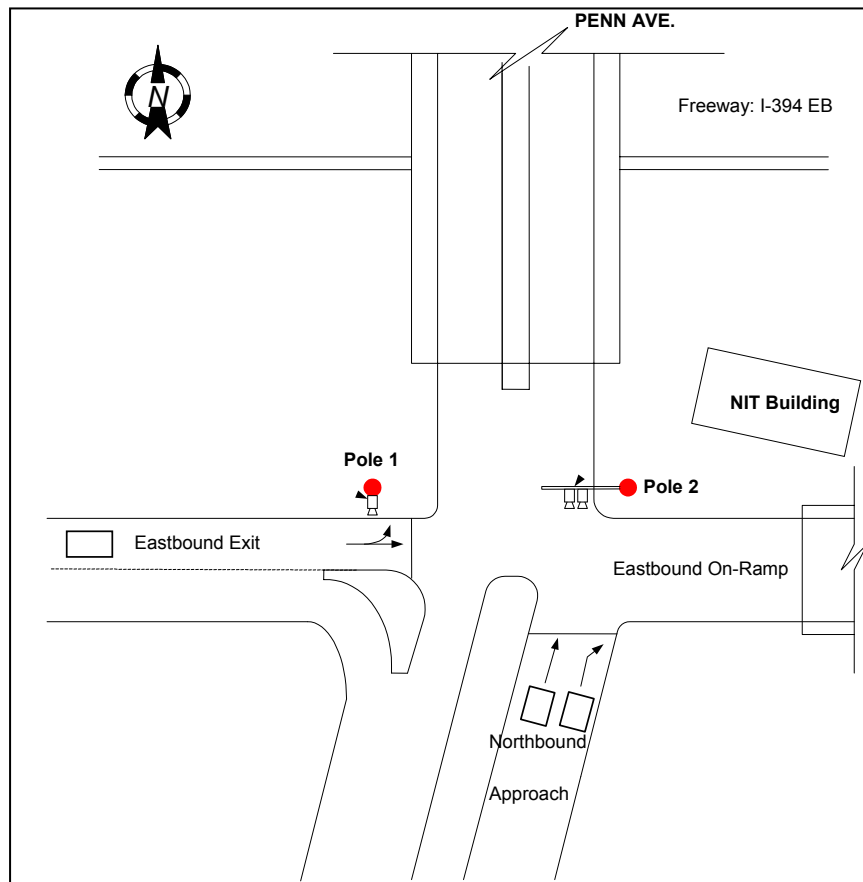 PENN AVE.
N
Freeway: I-394 EB
NIT Building
Pole 1
Pole 2
Eastbound Exit
Eastbound On-Ramp
Northbound
Approach